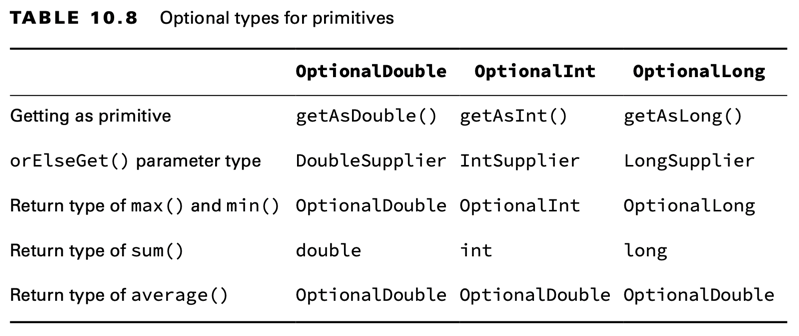 TABLE 10.8 Optional types for primitives
OptionalDouble OptionalInt OptionalLong
Getting as primitive getAsDouble() getAsInt() getAsLong()
orElseGet() parameter type DoubleSupplier IntSupplier LongSupplier
Return type of max() and min() OptionalDouble OptionalInt OptionalLong
Return type of sum() double int long
Return type of average() OptionalDouble OptionalDouble OptionalDouble